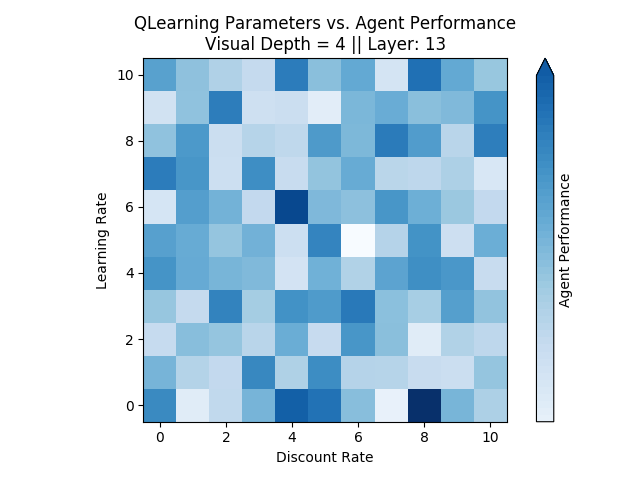 QLearning Parameters vs. Agent Performance
Visual Depth = 4 || Layer: 13
10
8
6
4
2
0
Learning Rate
0 2 4 6 8 10
Discount Rate
Agent Performance